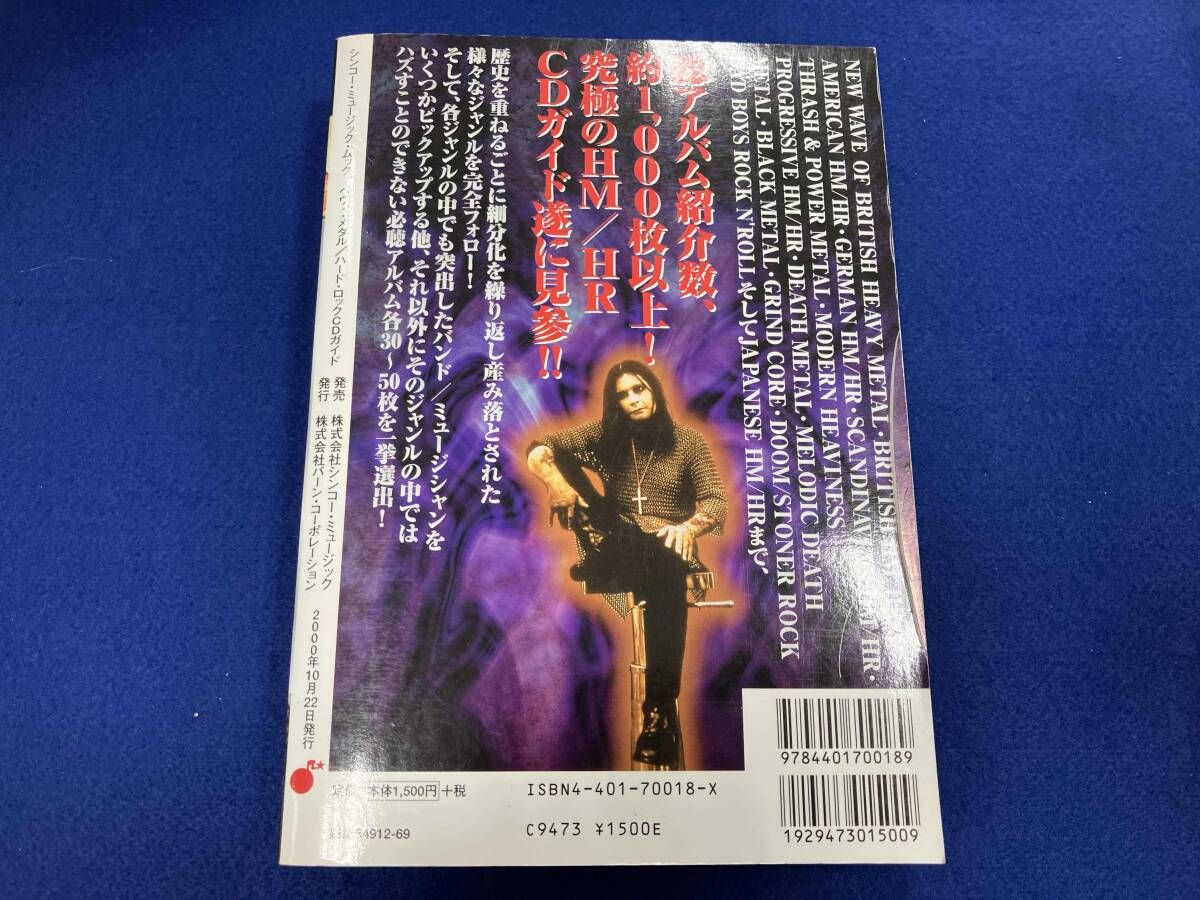 NEW WAVE OF BRITISH HEAVY METAL・BRITISH
AMERICAN HM/HR・GERMAN HM/HR・SCANDINAV HM/HR・
THRASH & POWER METAL・MODERN HEAVINESS
PROGRESSIVE HM/HR・DEATH METAL・MELODIC DEATH
METAL・BLACK METAL・GRIND CORE・DOOM/STONER ROCK
BAD BOYS ROCK N'ROLL そしてJAPANESE HM/HRまで、
総アルバム紹介数、
約1,000枚以上！
究極のHM/HR
CDガイド遂に見参!!
歴史を重ねるごとに細分化を繰り返し産み落とされた
様々なジャンルを完全フォロー！
そして、各ジャンルの中でも突出したバンド/ミュージシャンを
いくつかピックアップする他、それ以外にそのジャンルの中では
ハズすことのできない必聴アルバム各30〜50枚を一挙選出！
シンコー・ミュージック・ムック
メタル/ハード・ロックCDガイド
発売 株式会社シンコー・ミュージック
発行 株式会社バーン・コーポレーション
2000年10月22日発行
9784401700189
1929473015009
定価 本体1,500円+税
ISBN4-401-70018-X
C9473 ¥1500E
64912-69